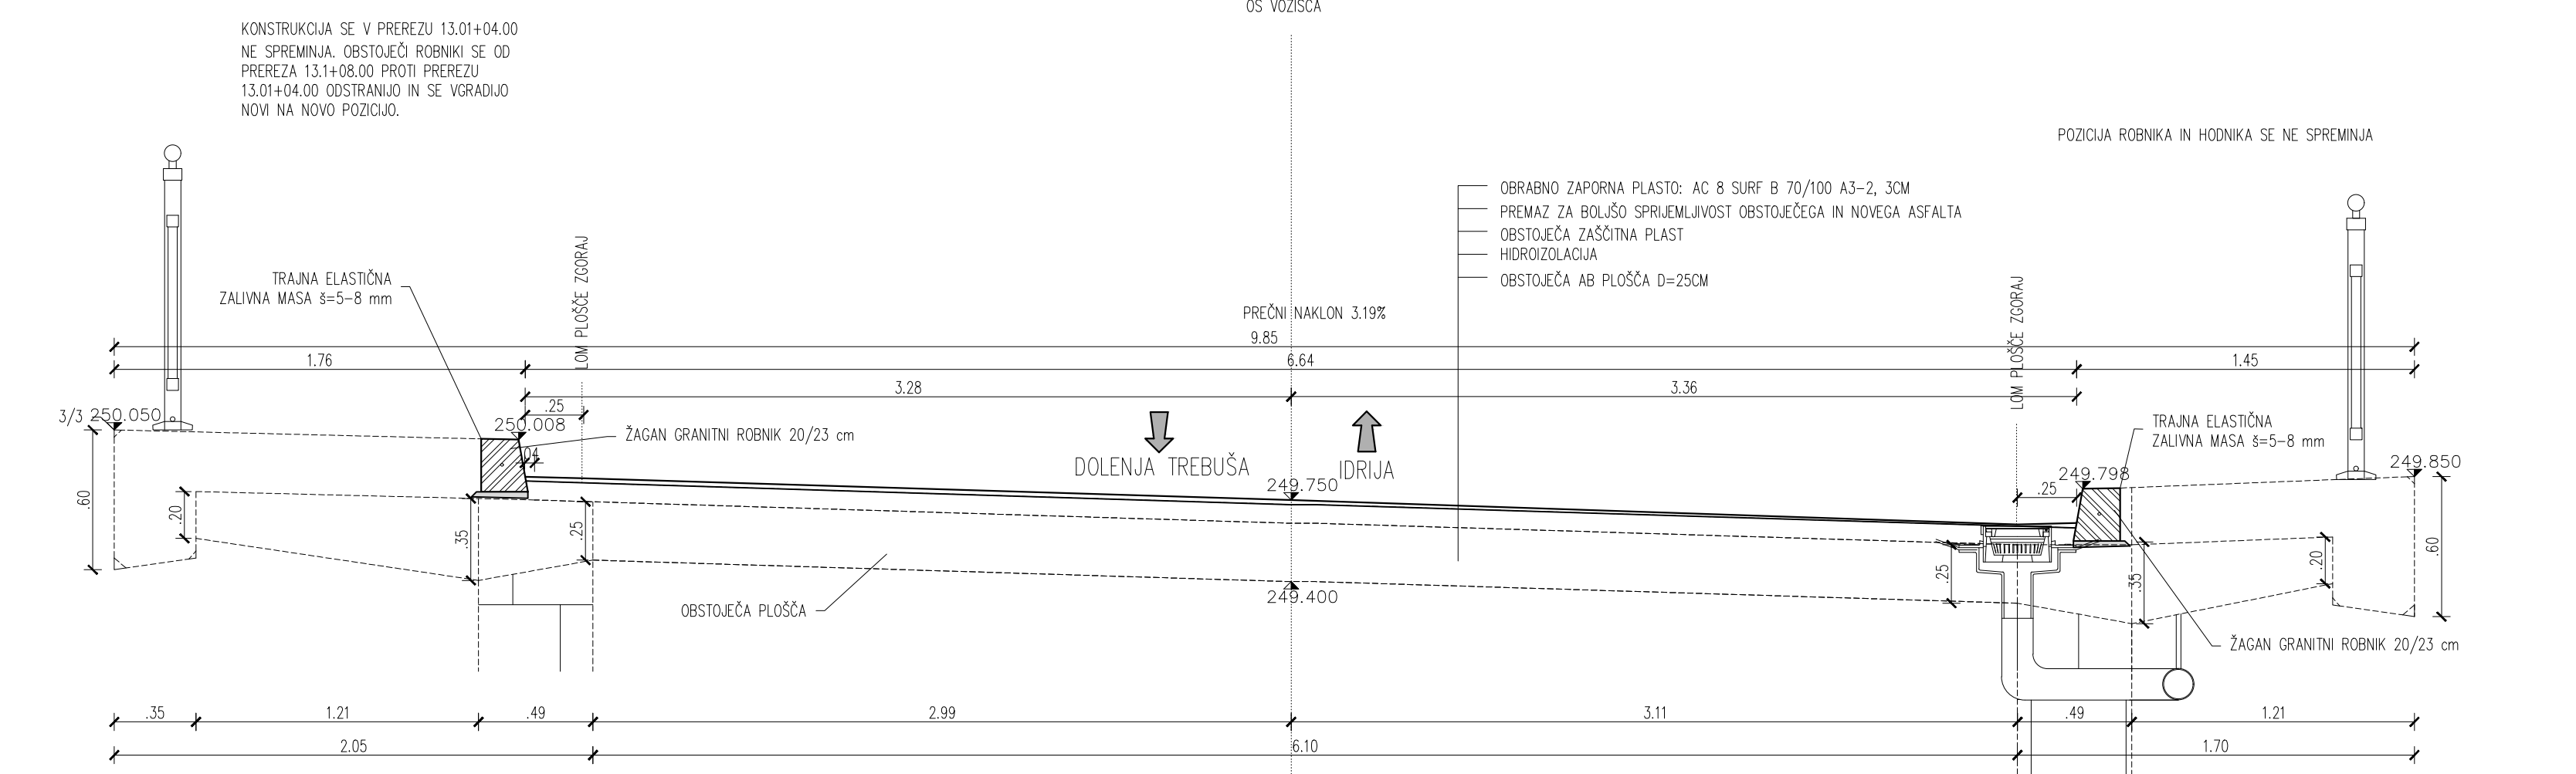 OS VOZIŠČA
KONSTRUKCIJA SE V PREREZU 13.01+04.00
NE SPREMINJA. OBSTOJEČI ROBNIKI SE OD
PREREZA 13.1+08.00 PROTI PREREZU
13.01+04.00 ODSTRANIJO IN SE VGRADIJO
NOVI NA NOVO POZICIJO.
POZICIJA ROBNIKA IN HODNIKA SE NE SPREMINJA
OBRABNO ZAPORNA PLASTO: AC 8 SURF B 70/100 A3-2, 3CM
PREMAZ ZA BOLJŠO SPRIJEMLJIVOST OBSTOJEČEGA IN NOVEGA ASFALTA
OBSTOJEČA ZAŠČITNA PLAST
HIDROIZOLACIJA
OBSTOJEČA AB PLOŠČA D=25CM
TRAJNA ELASTIČNA
ZALIVNA MASA š=5-8 mm
LOM PLOŠČE ZGORAJ
LOM PLOŠČE ZGORAJ
PREČNI NAKLON 3.19%
9.85
1.76
6.64
1.45
3.28
3.36
.25
3/3 250.050
250.008
ŽAGAN GRANITNI ROBNIK 20/23 cm
.04
DOLENJA TREBUŠA
IDRIJA
TRAJNA ELASTIČNA
ZALIVNA MASA š=5-8 mm
249.850
249.798
.25
249.750
.60
.20
.35
.25
.25
.35
.20
.60
249.400
OBSTOJEČA PLOŠČA
ŽAGAN GRANITNI ROBNIK 20/23 cm
.35
1.21
.49
2.99
3.11
.49
1.21
2.05
6.10
1.70